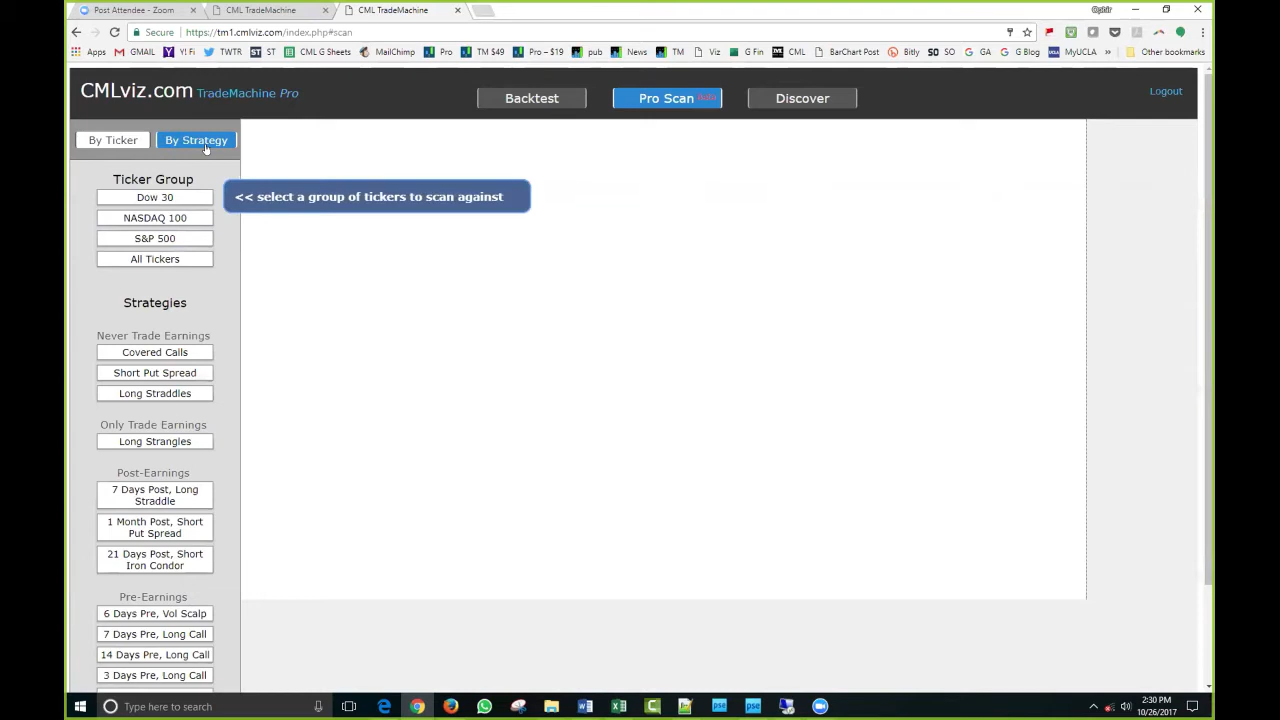 Post Attendee - Zoom
CML TradeMachine
CML TradeMachine
Ophir
Secure
https://tm1.cmlviz.com/index.php#scan
Apps
GMAIL
Y! Fi
TWTR
ST
CML G Sheets
MailChimp
Pro
TM $49
Pro – $19
pub
News
TM
Viz
G Fin
CML
BarChart Post
Bitly
SO
GA
G Blog
MyUCLA
»
Other bookmarks
CMLviz.com TradeMachine Pro
Backtest
Pro Scan Beta
Discover
Logout
By Ticker
By Strategy
Ticker Group
<< select a group of tickers to scan against
Dow 30
NASDAQ 100
S&P 500
All Tickers
Strategies
Never Trade Earnings
Covered Calls
Short Put Spread
Long Straddles
Only Trade Earnings
Long Strangles
Post-Earnings
7 Days Post, Long
Straddle
1 Month Post, Short
Put Spread
21 Days Post, Short
Iron Condor
Pre-Earnings
6 Days Pre, Vol Scalp
7 Days Pre, Long Call
14 Days Pre, Long Call
3 Days Pre, Long Call
Type here to search
2:30 PM
10/26/2017